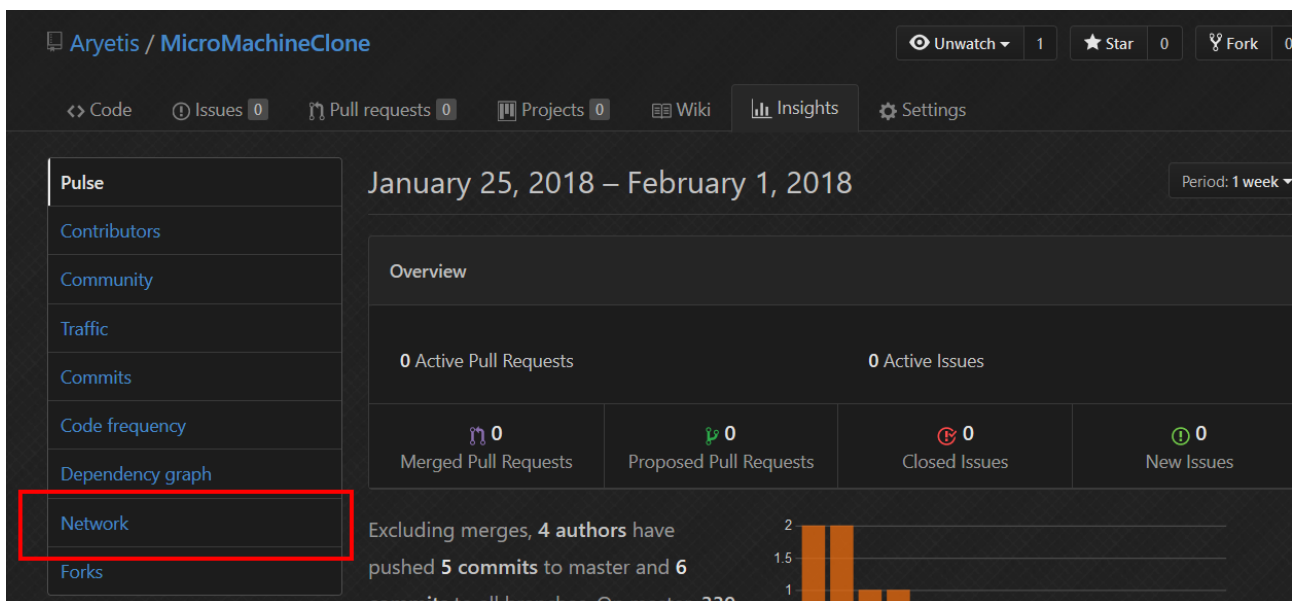 Aryetis / MicroMachineClone
Unwatch 1
Star 0
Fork 0
Code
Issues 0
Pull requests 0
Projects 0
Wiki
Insights
Settings
Pulse
Contributors
Community
Traffic
Commits
Code frequency
Dependency graph
Network
Forks
January 25, 2018 – February 1, 2018
Period: 1 week
Overview
0 Active Pull Requests
0 Active Issues
0
Merged Pull Requests
0
Proposed Pull Requests
0
Closed Issues
0
New Issues
Excluding merges, 4 authors have
pushed 5 commits to master and 6
2
1.5
1